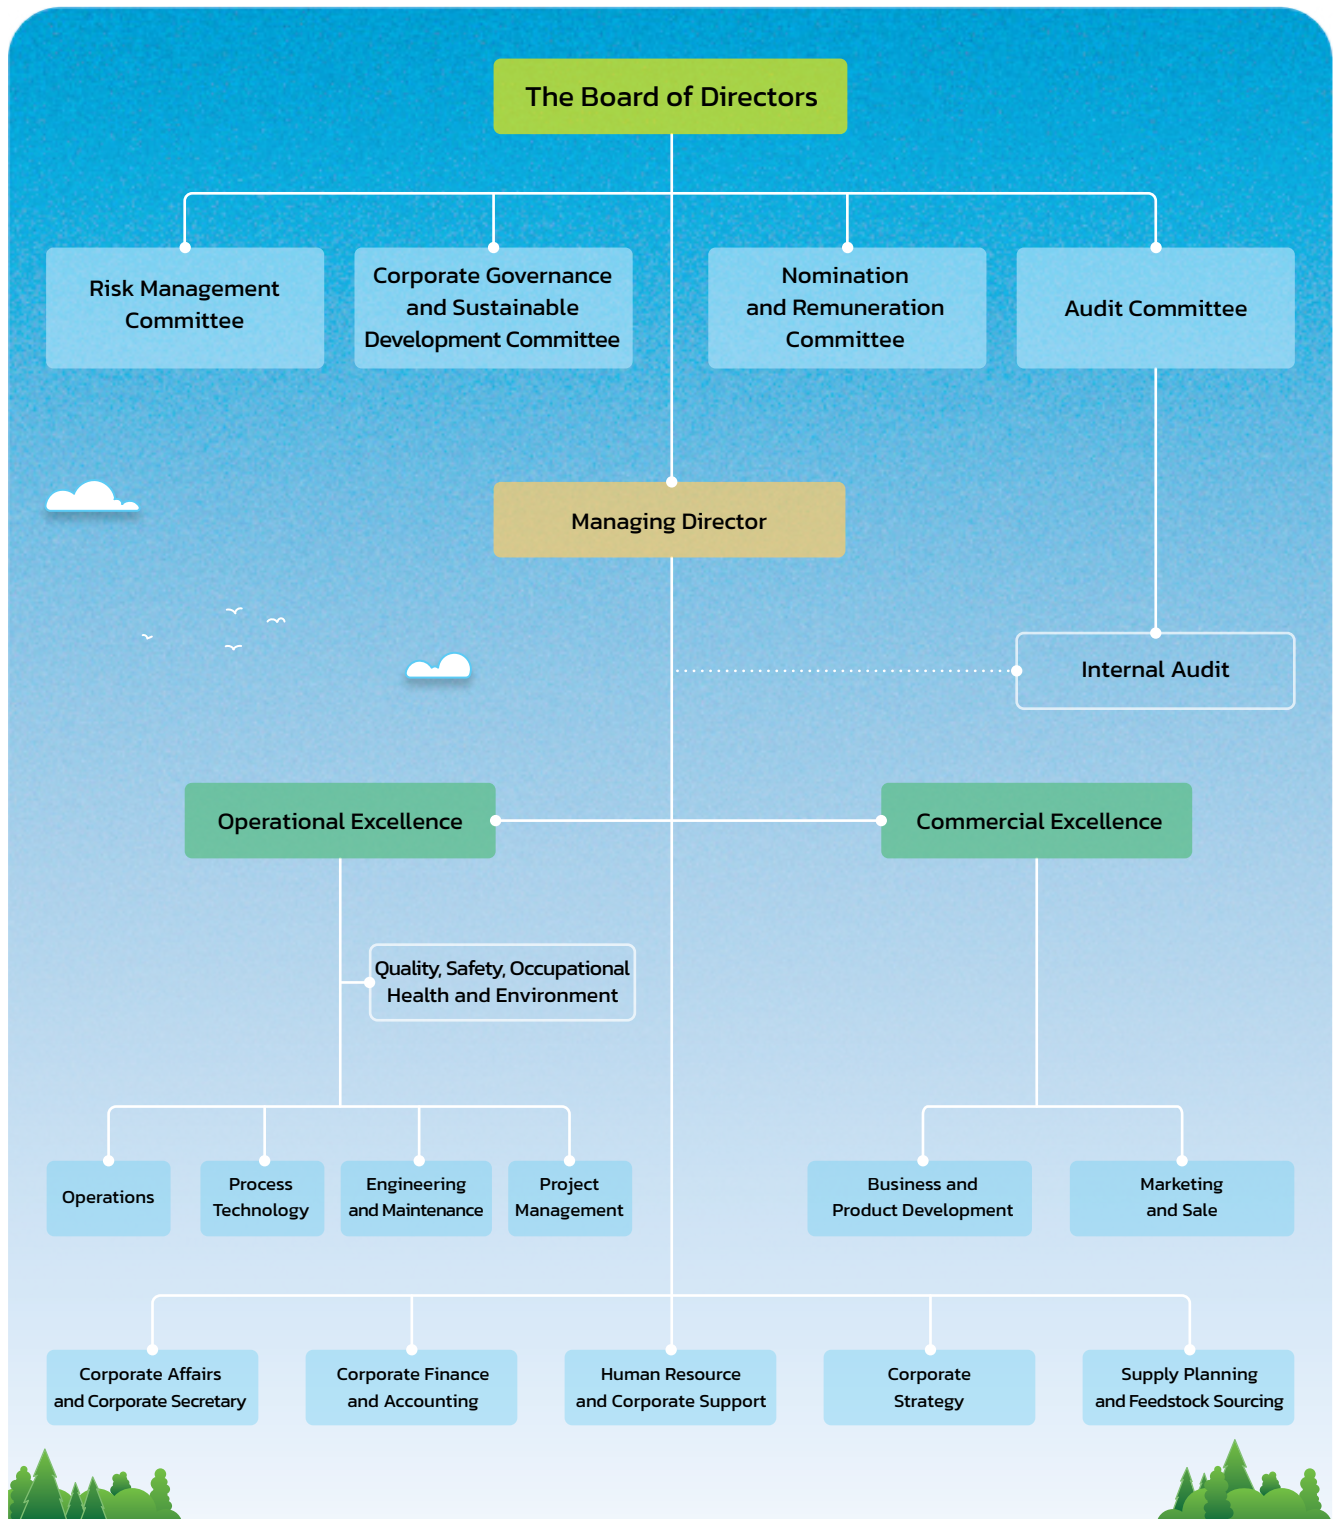 The Board of Directors
Risk Management
Committee
Corporate Governance
and Sustainable
Development Committee
Nomination
and Remuneration
Committee
Audit Committee
Managing Director
Internal Audit
Operational Excellence
Commercial Excellence
Quality, Safety, Occupational
Health and Environment
Operations
Process
Technology
Engineering
and Maintenance
Project
Management
Business and
Product Development
Marketing
and Sale
Corporate Affairs
and Corporate Secretary
Corporate Finance
and Accounting
Human Resource
and Corporate Support
Corporate
Strategy
Supply Planning
and Feedstock Sourcing